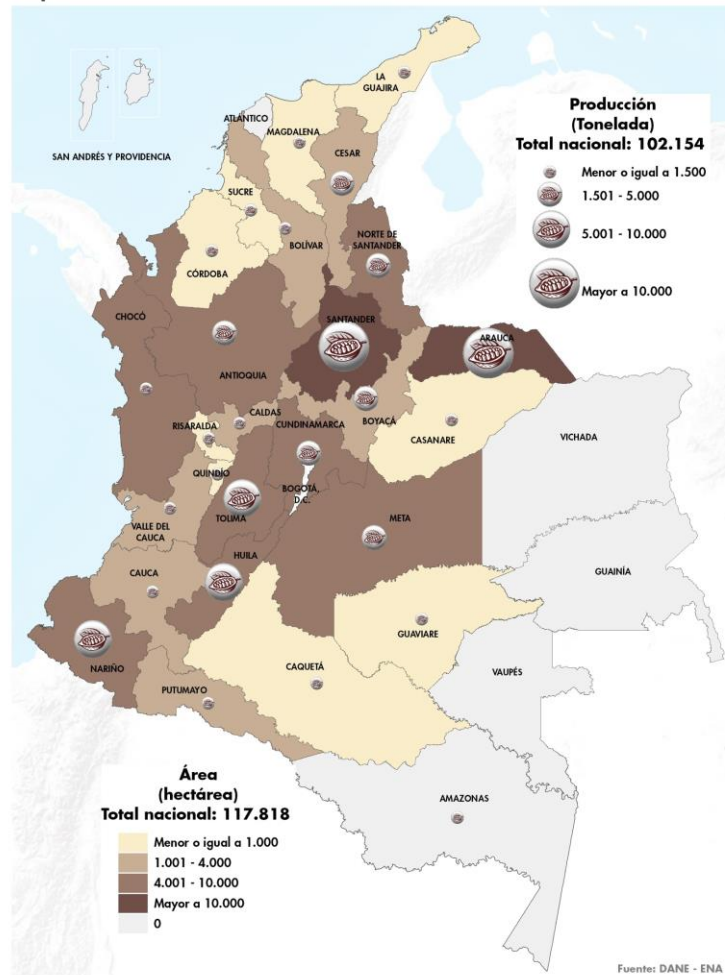 LA
GUAJIRA
ATLÁNTICO
MAGDALENA
SAN ANDRÉS Y PROVIDENCIA
CESAR
SUCRE
BOLÍVAR
NORTE DE
SANTANDER
CÓRDOBA
Producción
(Tonelada)
Total nacional: 102.154
Menor o igual a 1.500
1.501 - 5.000
5.001 - 10.000
Mayor a 10.000
CHOCÓ
SANTANDER
ARAUCA
ANTIOQUIA
CALDAS
BOYACÁ
RISARALDA
CUNDINAMARCA
CASANARE
VICHADA
QUINDÍO
BOGOTÁ,
D.C.
TOLIMA
META
VALLE DEL
CAUCA
HUILA
GUAINÍA
CAUCA
GUAVIARE
NARIÑO
CAQUETÁ
VAUPÉS
PUTUMAYO
AMAZONAS
Área
(hectárea)
Total nacional: 117.818
Menor o igual a 1.000
1.001 - 4.000
4.001 - 10.000
Mayor a 10.000
0
Fuente: DANE - ENA